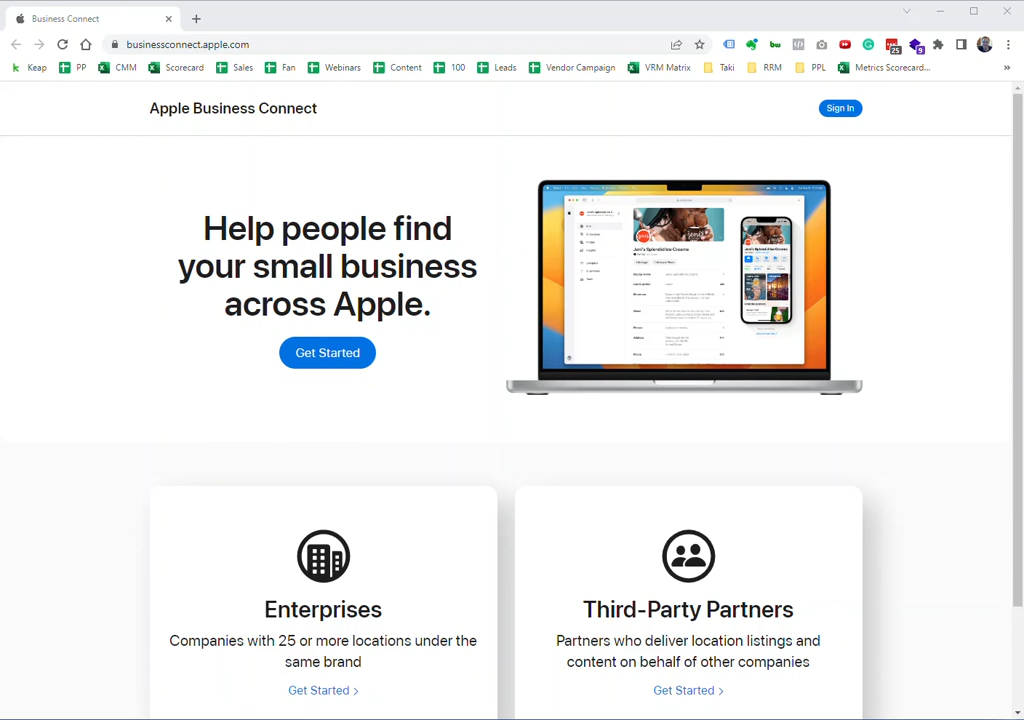 Business Connect
businessconnect.apple.com
25
9
Keap PP CMM Scorecard Sales Fan Webinars Content 100 Leads Vendor Campaign VRM Matrix Taki RRM PPL Metrics Scorecard...
Apple Business Connect
Sign In
Help people find
your small business
across Apple.
Get Started
Enterprises
Companies with 25 or more locations under the
same brand
Get Started
Third-Party Partners
Partners who deliver location listings and
content on behalf of other companies
Get Started